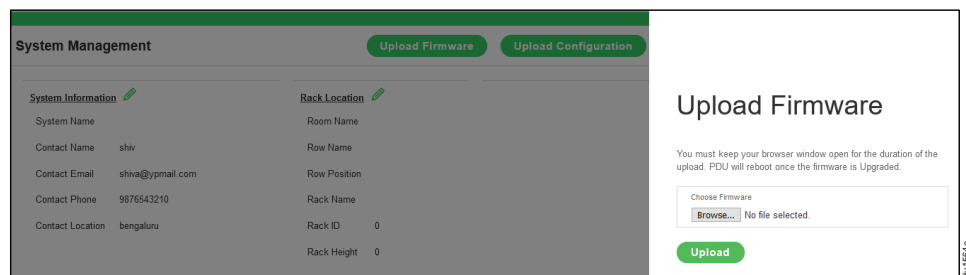 System Management
Upload Firmware
Upload Configuration
System Information
System Name
Contact Name shiv
Contact Email shiva@ypmail.com
Contact Phone 9876543210
Contact Location bengaluru
Rack Location
Room Name
Row Name
Row Position
Rack Name
Rack ID 0
Rack Height 0
Upload Firmware
You must keep your browser window open for the duration of the
upload. PDU will reboot once the firmware is Upgraded.
Choose Firmware
Browse... No file selected.
Upload